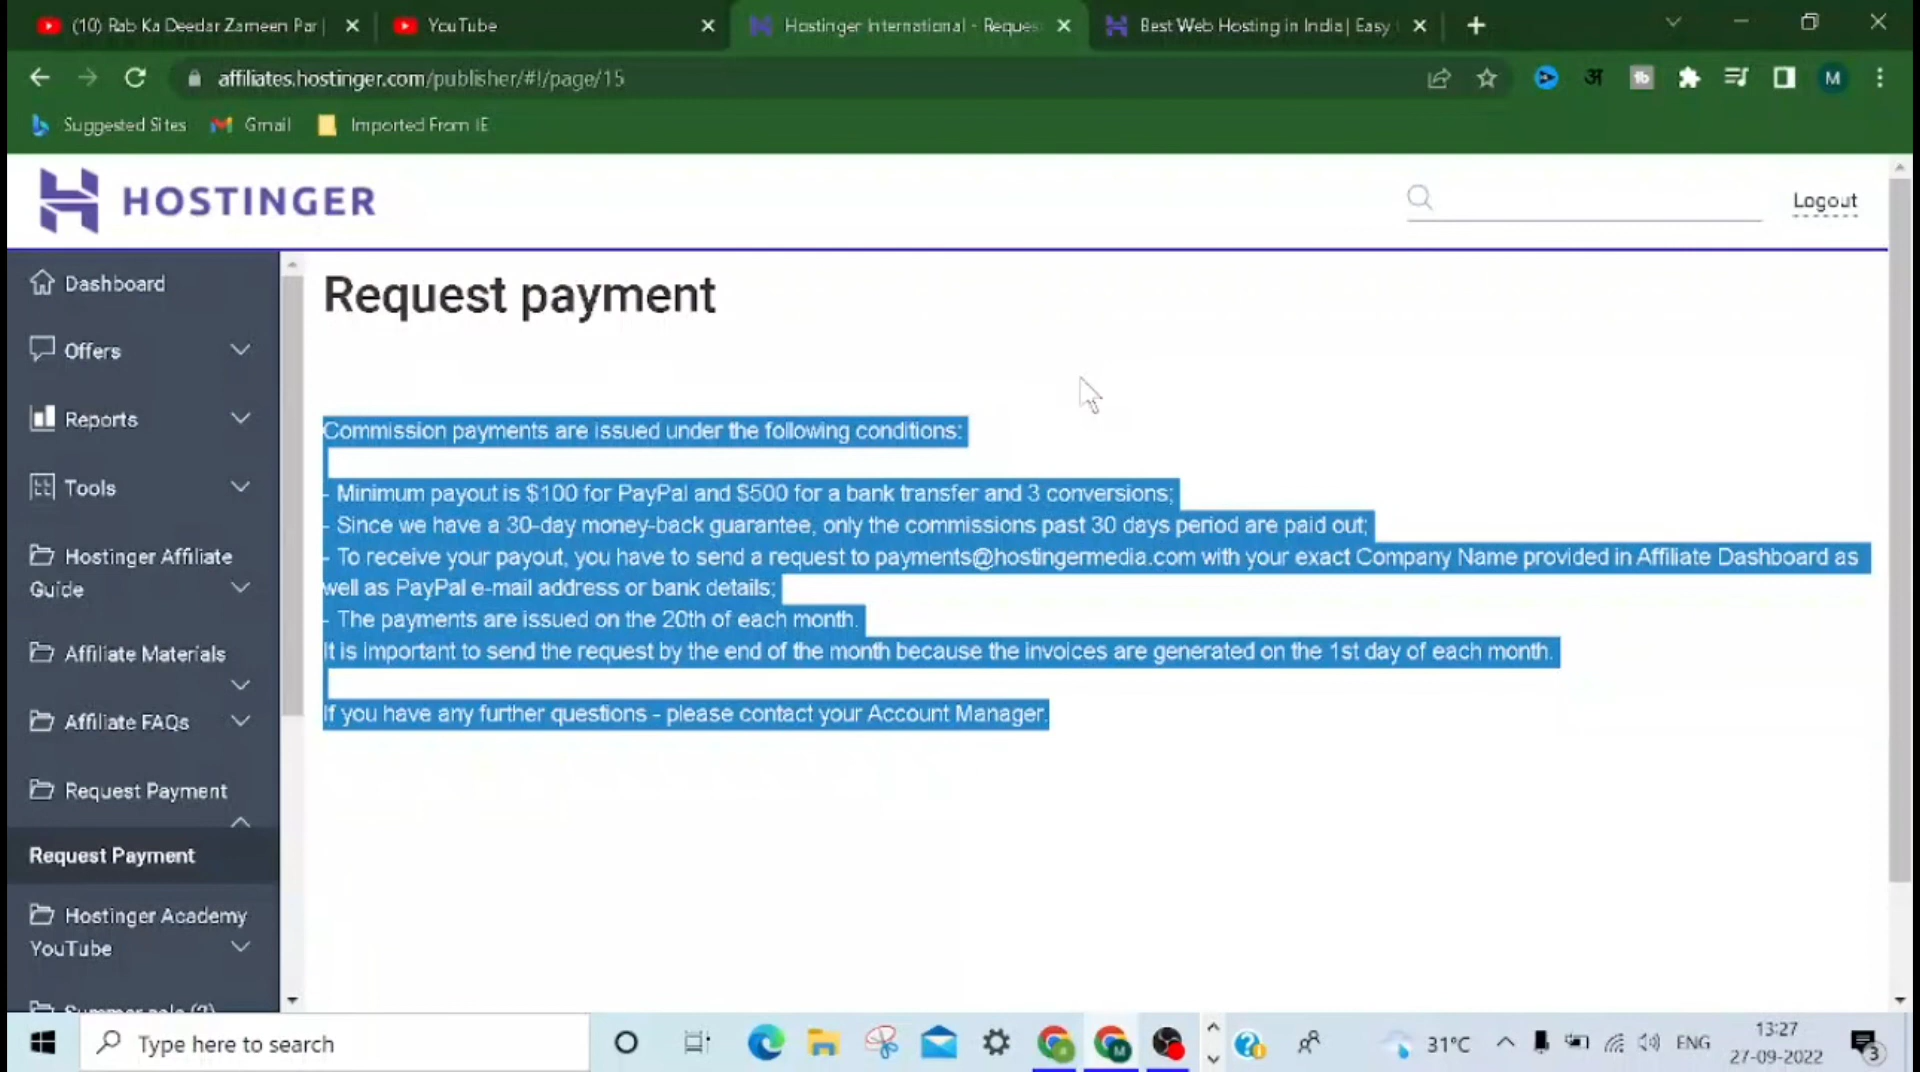 (10) Rab Ka Deedar Zameen Par |
YouTube
Hostinger International - Reques
Best Web Hosting in India | Easy
affiliates.hostinger.com/publisher/#!/page/15
अ
M
Suggested Sites
Gmail
Imported From IE
HOSTINGER
Logout
Dashboard
Offers
Reports
Tools
Hostinger Affiliate
Guide
Affiliate Materials
Affiliate FAQs
Request Payment
Request Payment
Hostinger Academy
YouTube
Request payment
Commission payments are issued under the following conditions:
- Minimum payout is $100 for PayPal and $500 for a bank transfer and 3 conversions;
- Since we have a 30-day money-back guarantee, only the commissions past 30 days period are paid out;
- To receive your payout, you have to send a request to payments@hostingermedia.com with your exact Company Name provided in Affiliate Dashboard as
well as PayPal e-mail address or bank details;
- The payments are issued on the 20th of each month.
It is important to send the request by the end of the month because the invoices are generated on the 1st day of each month.
If you have any further questions - please contact your Account Manager.
Type here to search
31°C
ENG
13:27
27-09-2022
3